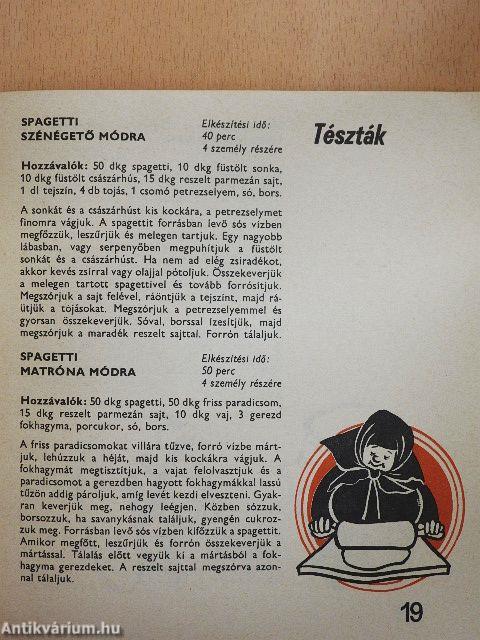 SPAGETTI
SZÉNÉGETŐ MÓDRA
Elkészítési idő:
40 perc
4 személy részére
Tészták
Hozzávalók: 50 dkg spagetti, 10 dkg füstölt sonka,
10 dkg füstölt császárhús, 15 dkg reszelt parmezán sajt,
1 dl tejszín, 4 db tojás, 1 csomó petrezselyem, só, bors.
A sonkát és a császárhúst kis kockára, a petrezselymet
finomra vágjuk. A spagettit forrásban levő sós vízben
megfőzzük, leszűrjük és melegen tartjuk. Egy nagyobb
lábasban, vagy serpenyőben megpuhítjuk a füstölt
sonkát és a császárhúst. Ha nem ad elég zsiradékot,
akkor kevés zsírral vagy olajjal pótoljuk. Összekeverjük
a melegen tartott spagettivel és tovább forrósítjuk.
Megszórjuk a sajt felével, ráöntjük a tejszínt, majd rá-
ütjük a tojásokat. Megszórjuk a petrezselyemmel és
gyorsan összekeverjük. Sóval, borssal ízesítjük, majd
megszórjuk a maradék reszelt sajttal. Forrón tálaljuk.
SPAGETTI
MATRÓNA MÓDRA
Elkészítési idő:
50 perc
4 személy részére
Hozzávalók: 50 dkg spagetti, 50 dkg friss paradicsom,
15 dkg reszelt parmezán sajt, 10 dkg vaj, 3 gerezd
fokhagyma, porcukor, só, bors.
A friss paradicsomokat villára tűzve, forró vízbe márt-
juk, lehúzzuk a héját, majd kis kockákra vágjuk. A
fokhagymát megtisztítjuk, a vajat felolvasztjuk és a
paradicsomot a gerezdben hagyott fokhagymákkal lassú
tűzön addig pároljuk, amíg levét kezdi elveszteni. Gyak-
ran keverjük meg, nehogy leégjen. Közben sózzuk,
borsozzuk, ha savanykásnak találjuk, gyengén cukroz-
zuk meg. Forrásban levő sós vízben kifőzzük a spagettit.
Amikor megfőtt, leszűrjük és forrón összekeverjük a
mártással. Tálalás előtt vegyük ki a mártásból a fok-
hagyma gerezdeket. A reszelt sajttal megszórva azon-
nal tálaljuk.
19
Antikvárium.hu